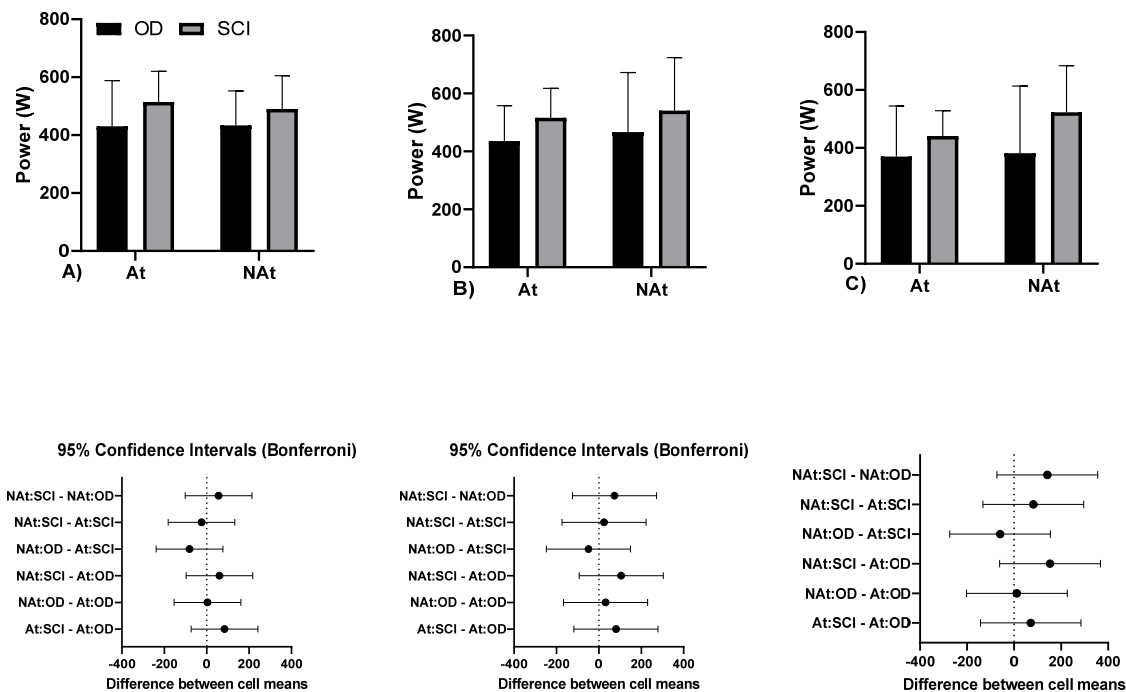 OD SCI
Power (W)
800
600
400
200
0
At NAt
A)
Power (W)
800
600
400
200
0
At NAt
B)
Power (W)
800
600
400
200
0
At NAt
C)
95% Confidence Intervals (Bonferroni)
NAt:SCI - NAt:OD
NAt:SCI - At:SCI
NAt:OD - At:SCI
NAt:SCI - At:OD
NAt:OD - At:OD
At:SCI - At:OD
-400 -200 0 200 400
Difference between cell means
95% Confidence Intervals (Bonferroni)
NAt:SCI - NAt:OD
NAt:SCI - At:SCI
NAt:OD - At:SCI
NAt:SCI - At:OD
NAt:OD - At:OD
At:SCI - At:OD
-400 -200 0 200 400
Difference between cell means
NAt:SCI - NAt:OD
NAt:SCI - At:SCI
NAt:OD - At:SCI
NAt:SCI - At:OD
NAt:OD - At:OD
At:SCI - At:OD
-400 -200 0 200 400
Difference between cell means